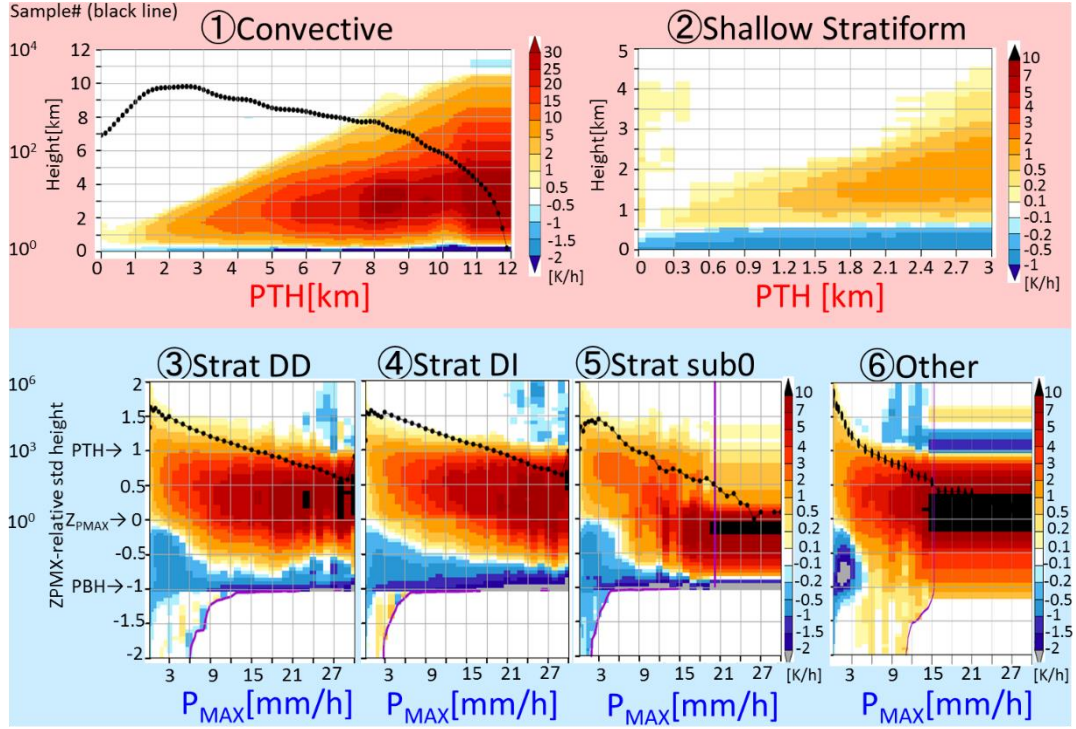 Sample# (black line)
①Convective
②Shallow Stratiform
10⁴
10²
10⁰
Height[km]
12
10
8
6
4
2
0
0 1 2 3 4 5 6 7 8 9 10 11 12
PTH[km]
30
25
20
15
10
5
2
1
0.5
-0.5
-1
-1.5
-2
[K/h]
Height[km]
5
4
3
2
1
0
0 0.3 0.6 0.9 1.2 1.5 1.8 2.1 2.4 2.7 3
PTH [km]
10
7
5
3
2
1
0.5
0.2
0.1
-0.1
-0.2
-0.5
-1
[K/h]
③Strat DD
④Strat DI
⑤Strat sub0
⑥Other
10⁶
10³
10⁰
ZPMX-relative std height
PTH→
Z_PMAX→
PBH→
2
1.5
1
0.5
0
-0.5
-1
-1.5
-2
3 9 15 21 27
3 9 15 21 27
3 9 15 21 27
3 9 15 21 27
P_MAX[mm/h]
P_MAX[mm/h]
P_MAX[mm/h]
P_MAX[mm/h]
10
7
5
3
2
1
0.5
0.2
0.1
-0.1
-0.2
-0.5
-1
-1.5
-2
[K/h]
10
7
5
3
2
1
0.5
0.2
0.1
-0.1
-0.2
-0.5
-1
-1.5
-2
[K/h]